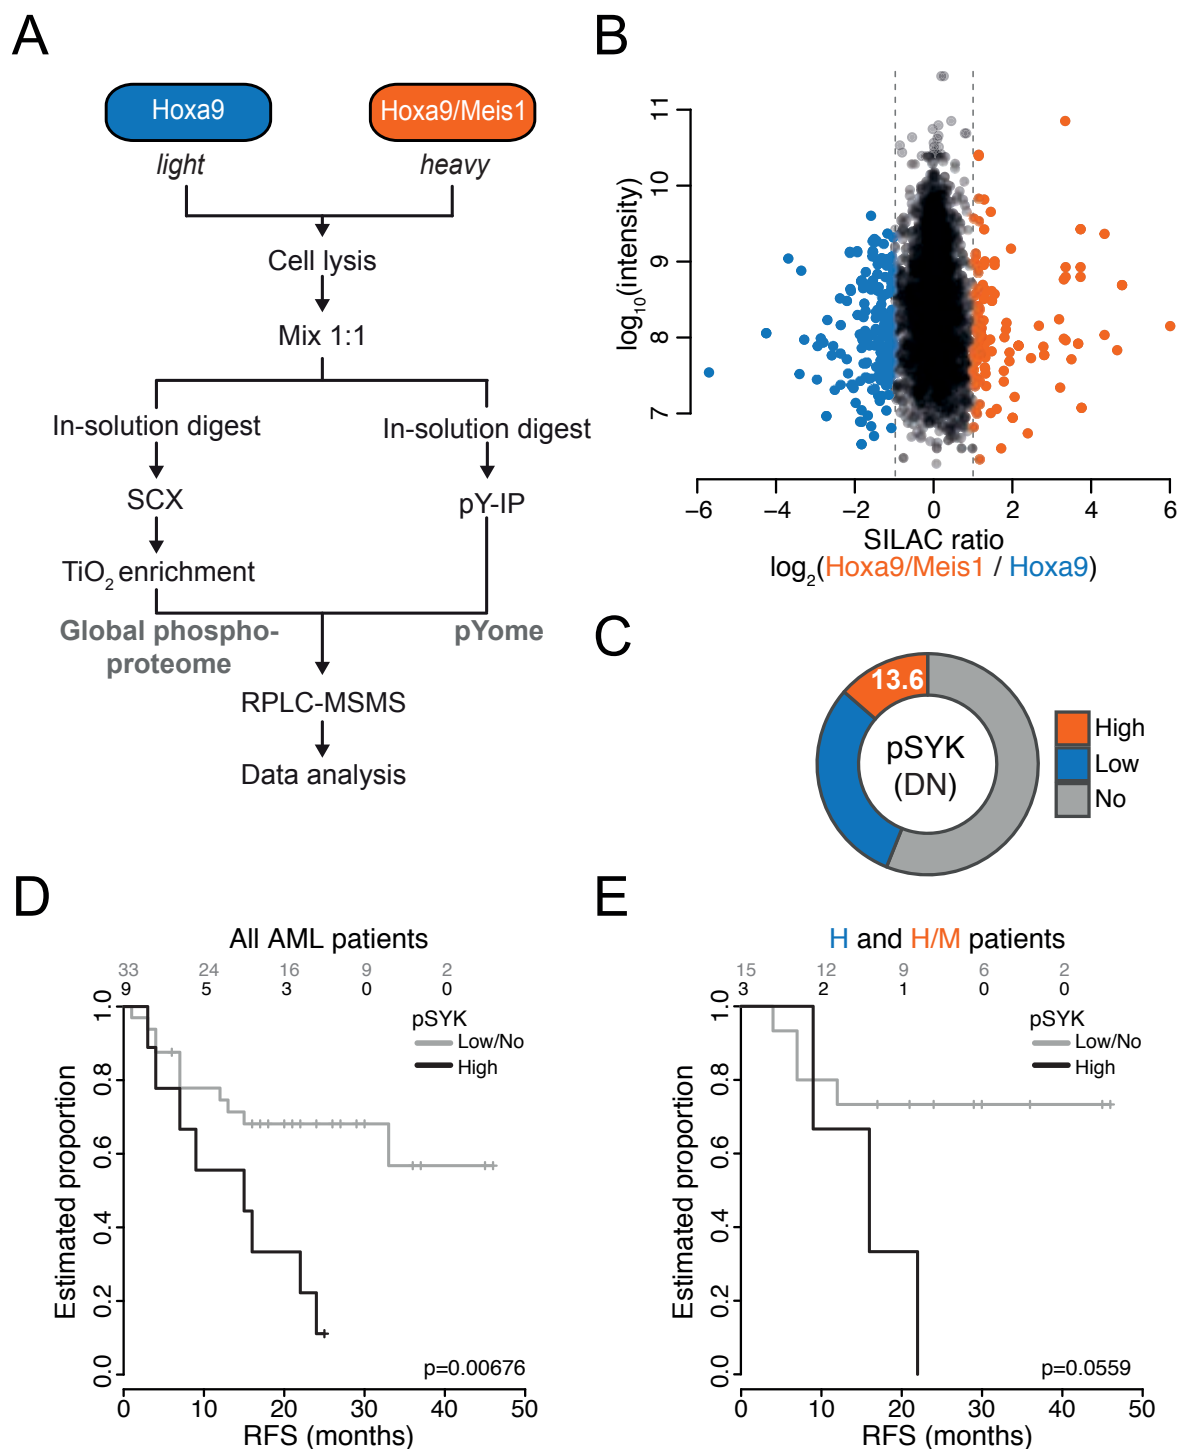 A
Hoxa9
Hoxa9/Meis1
light
heavy
Cell lysis
Mix 1:1
In-solution digest
In-solution digest
SCX
pY-IP
TiO2 enrichment
Global phospho-
proteome
pYome
RPLC-MSMS
Data analysis
B
log10(intensity)
11
10
9
8
7
−6 −4 −2 0 2 4 6
SILAC ratio
log2(Hoxa9/Meis1 / Hoxa9)
C
13.6
pSYK
(DN)
High
Low
No
D
All AML patients
33 24 16 9 2
9 5 3 0 0
pSYK
Low/No
High
Estimated proportion
1.0
0.8
0.6
0.4
0.2
0.0
p=0.00676
0 10 20 30 40 50
RFS (months)
E
H and H/M patients
15 12 9 6 2
3 2 1 0 0
pSYK
Low/No
High
Estimated proportion
1.0
0.8
0.6
0.4
0.2
0.0
p=0.0559
0 10 20 30 40 50
RFS (months)